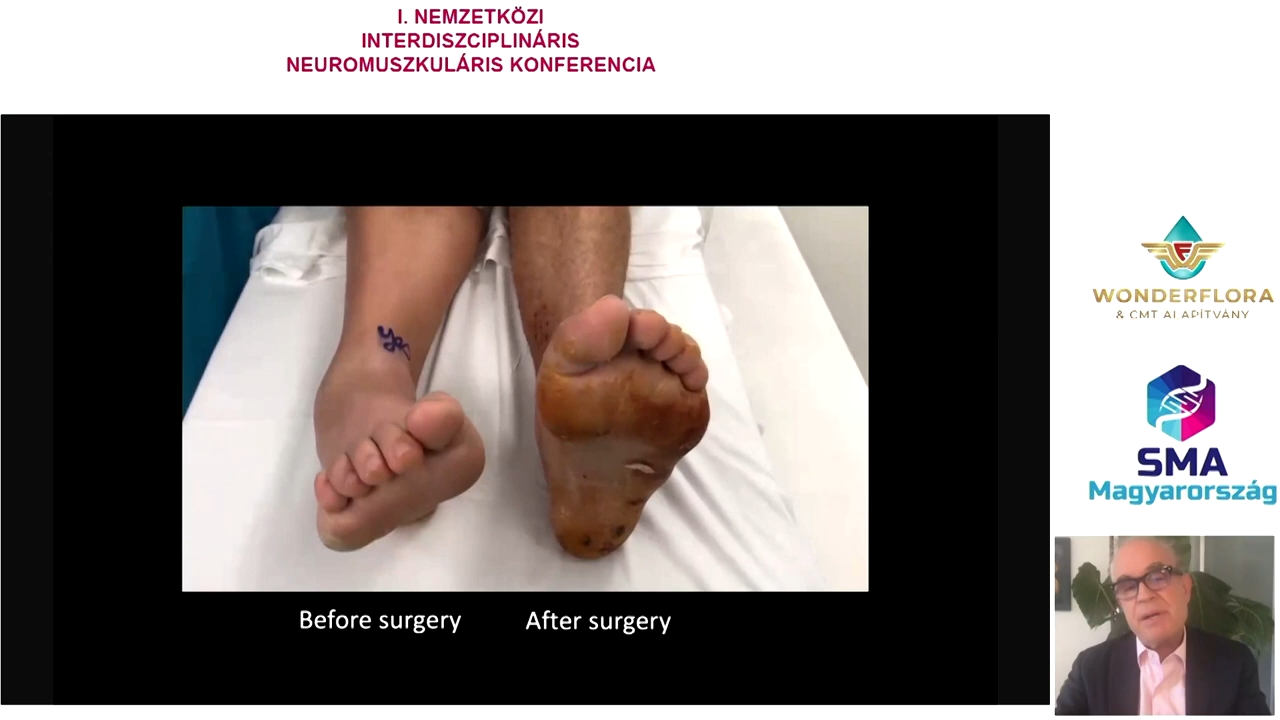 I. NEMZETKÖZI
INTERDISZCIPLINÁRIS
NEUROMUSZKULÁRIS KONFERENCIA
WONDERFLORA
& CMT ALAPÍTVÁNY
SMA
Magyarország
Before surgery
After surgery